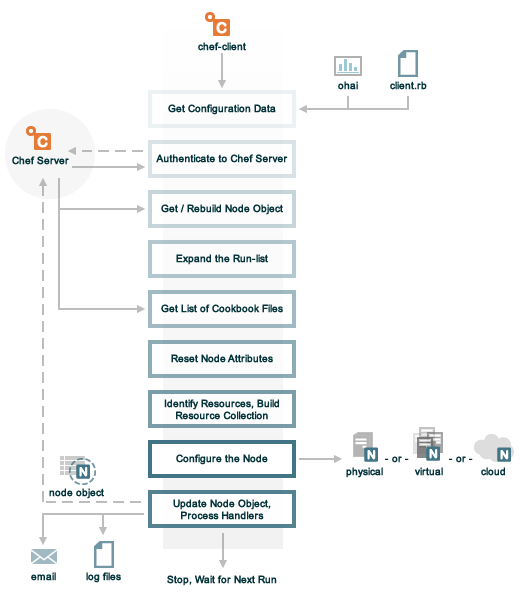 chef-client
ohai
client.rb
Get Configuration Data
Chef Server
Authenticate to Chef Server
Get / Rebuild Node Object
Expand the Run-list
Get List of Cookbook Files
Reset Node Attributes
Identify Resources, Build
Resource Collection
Configure the Node
physical
- or -
virtual
- or -
cloud
node object
Update Node Object,
Process Handlers
email
log files
Stop, Wait for Next Run